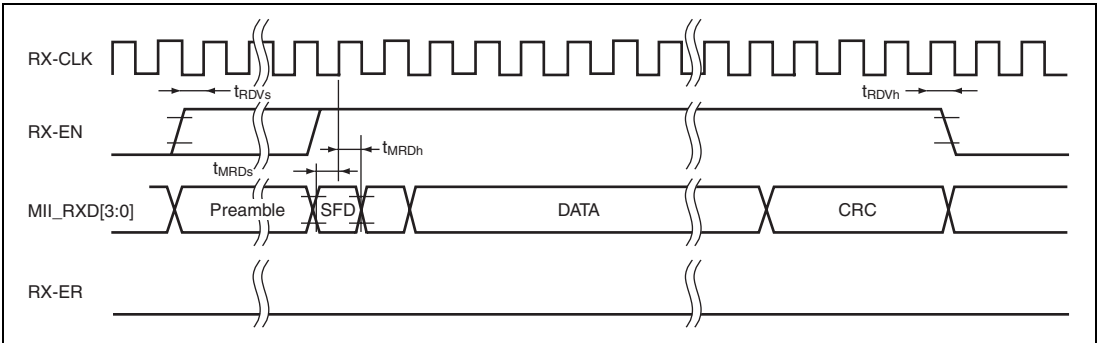 RX-CLK
tRDVs
tRDVh
RX-EN
tMRDh
tMRDs
MII_RXD[3:0]
Preamble
SFD
DATA
CRC
RX-ER